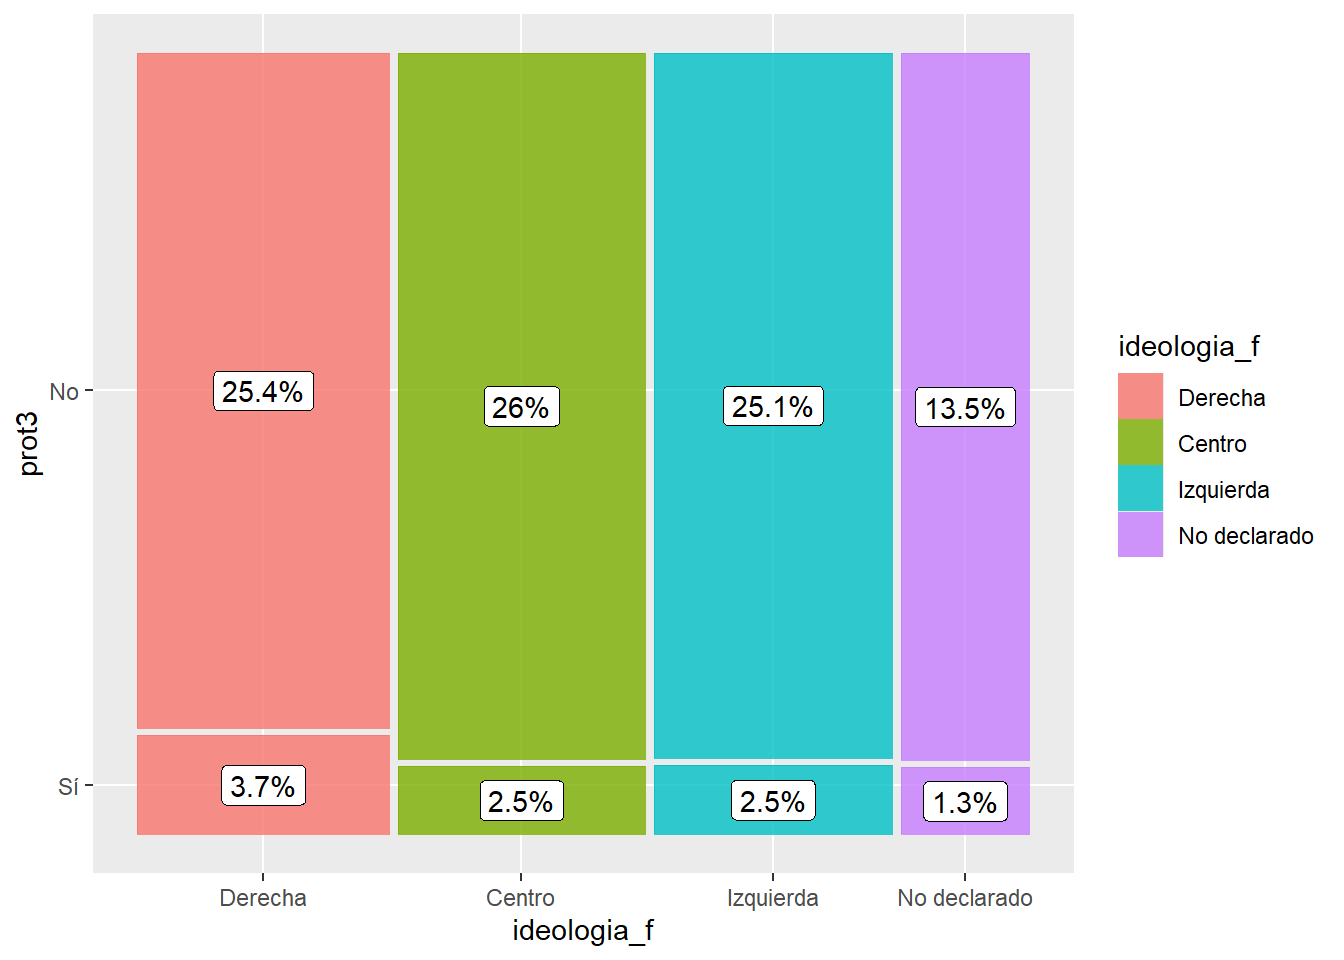 prot3
No
Sí
25.4%
26%
25.1%
13.5%
3.7%
2.5%
2.5%
1.3%
Derecha
Centro
Izquierda
No declarado
ideologia_f
ideologia_f
Derecha
Centro
Izquierda
No declarado